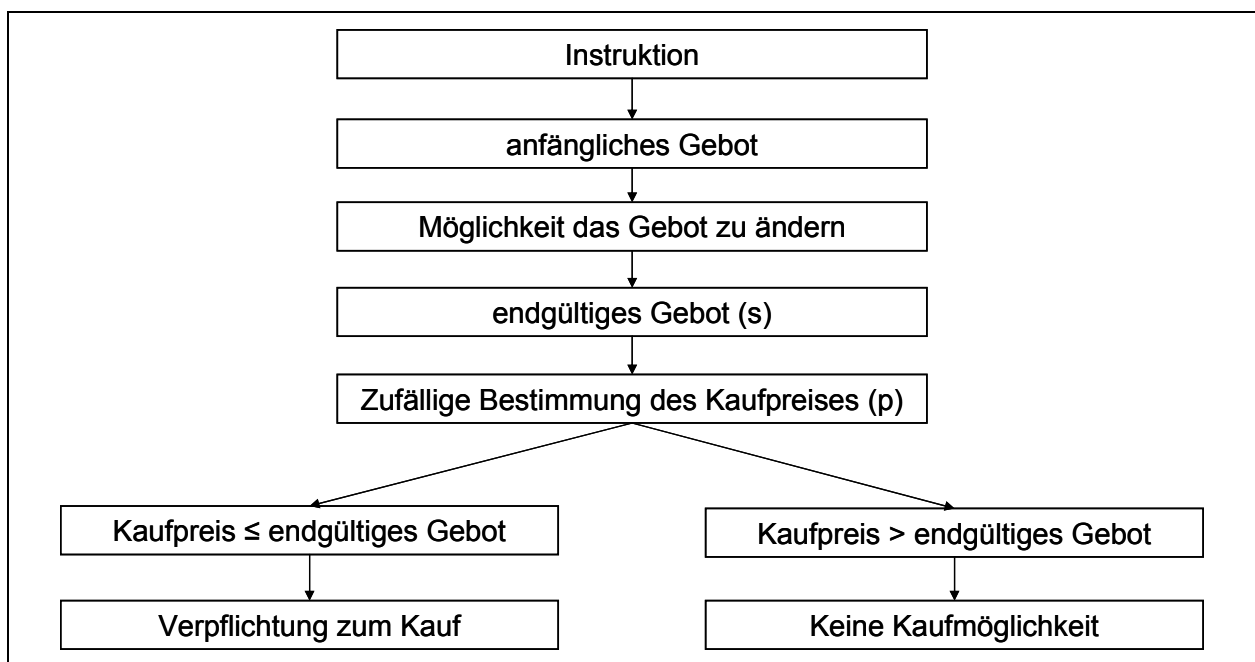 Instruktion
anfängliches Gebot
Möglichkeit das Gebot zu ändern
endgültiges Gebot (s)
Zufällige Bestimmung des Kaufpreises (p)
Kaufpreis ≤ endgültiges Gebot
Kaufpreis > endgültiges Gebot
Verpflichtung zum Kauf
Keine Kaufmöglichkeit